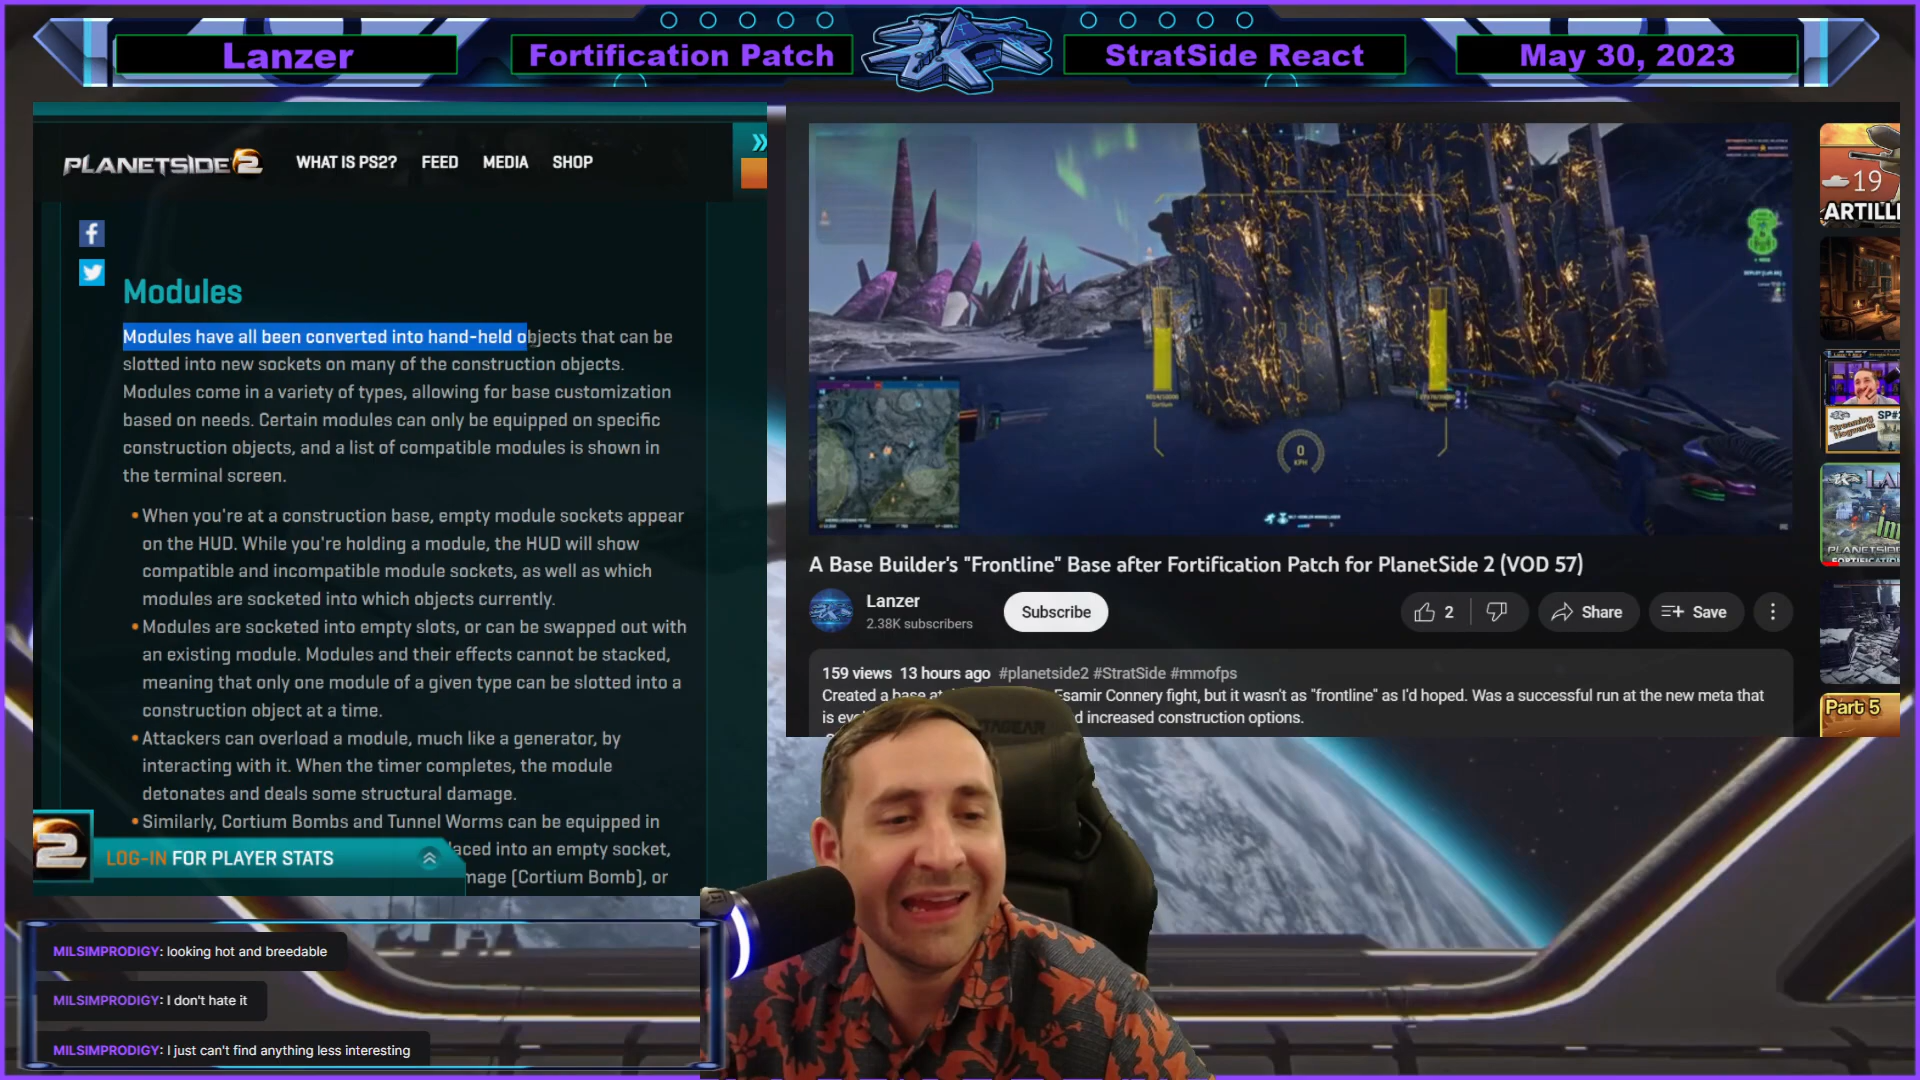 Lanzer
Fortification Patch
StratSide React
May 30, 2023
PLANETSIDE 2
WHAT IS PS2?
FEED
MEDIA
SHOP
Modules
Modules have all been converted into hand-held objects that can be
slotted into new sockets on many of the construction objects.
Modules come in a variety of types, allowing for base customization
based on needs. Certain modules can only be equipped on specific
construction objects, and a list of compatible modules is shown in
the terminal screen.
• When you're at a construction base, empty module sockets appear
on the HUD. While you're holding a module, the HUD will show
compatible and incompatible module sockets, as well as which
modules are socketed into which objects currently.
• Modules are socketed into empty slots, or can be swapped out with
an existing module. Modules and their effects cannot be stacked,
meaning that only one module of a given type can be slotted into a
construction object at a time.
• Attackers can overload a module, much like a generator, by
interacting with it. When the timer completes, the module
detonates and deals some structural damage.
• Similarly, Cortium Bombs and Tunnel Worms can be equipped in
laced into an empty socket,
mage (Cortium Bomb), or
2
LOG-IN FOR PLAYER STATS
MILSIMPRODIGY: looking hot and breedable
MILSIMPRODIGY: I don't hate it
MILSIMPRODIGY: I just can't find anything less interesting
0
KPH
A Base Builder's "Frontline" Base after Fortification Patch for PlanetSide 2 (VOD 57)
Lanzer
2.38K subscribers
Subscribe
2
Share
Save
159 views 13 hours ago #planetside2 #StratSide #mmofps
Created a base at Esamir Connery fight, but it wasn't as "frontline" as I'd hoped. Was a successful run at the new meta that
is d increased construction options.
19
ARTILL
SP#
Streaming
Hogwarts
LA
PLANETSID
Part 5